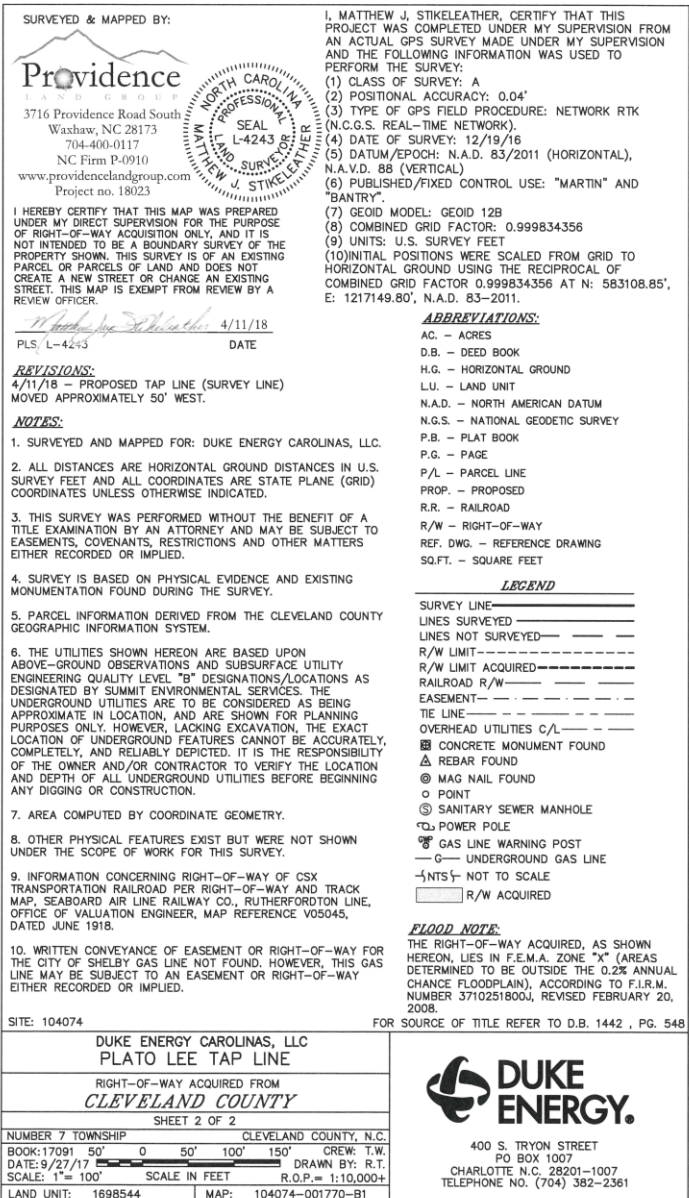 SURVEYED & MAPPED BY:
Providence
LAND GROUP
3716 Providence Road South
Waxhaw, NC 28173
704-400-0117
NC Firm P-0910
www.providencelandgroup.com
Project no. 18023
NORTH CAROLINA
PROFESSIONAL
SEAL
L-4243
LAND SURVEYOR
MATTHEW J. STIKELEATHER
I HEREBY CERTIFY THAT THIS MAP WAS PREPARED
UNDER MY DIRECT SUPERVISION FOR THE PURPOSE
OF RIGHT-OF-WAY ACQUISITION ONLY, AND IT IS
NOT INTENDED TO BE A BOUNDARY SURVEY OF THE
PROPERTY SHOWN. THIS SURVEY IS OF AN EXISTING
PARCEL OR PARCELS OF LAND AND DOES NOT
CREATE A NEW STREET OR CHANGE AN EXISTING
STREET. THIS MAP IS EXEMPT FROM REVIEW BY A
REVIEW OFFICER.
4/11/18
PLS, L-4243 DATE
REVISIONS:
4/11/18 - PROPOSED TAP LINE (SURVEY LINE)
MOVED APPROXIMATELY 50' WEST.
NOTES:
1. SURVEYED AND MAPPED FOR: DUKE ENERGY CAROLINAS, LLC.
2. ALL DISTANCES ARE HORIZONTAL GROUND DISTANCES IN U.S.
SURVEY FEET AND ALL COORDINATES ARE STATE PLANE (GRID)
COORDINATES UNLESS OTHERWISE INDICATED.
3. THIS SURVEY WAS PERFORMED WITHOUT THE BENEFIT OF A
TITLE EXAMINATION BY AN ATTORNEY AND MAY BE SUBJECT TO
EASEMENTS, COVENANTS, RESTRICTIONS AND OTHER MATTERS
EITHER RECORDED OR IMPLIED.
4. SURVEY IS BASED ON PHYSICAL EVIDENCE AND EXISTING
MONUMENTATION FOUND DURING THE SURVEY.
5. PARCEL INFORMATION DERIVED FROM THE CLEVELAND COUNTY
GEOGRAPHIC INFORMATION SYSTEM.
6. THE UTILITIES SHOWN HEREON ARE BASED UPON
ABOVE-GROUND OBSERVATIONS AND SUBSURFACE UTILITY
ENGINEERING QUALITY LEVEL "B" DESIGNATIONS/LOCATIONS AS
DESIGNATED BY SUMMIT ENVIRONMENTAL SERVICES. THE
UNDERGROUND UTILITIES ARE TO BE CONSIDERED AS BEING
APPROXIMATE IN LOCATION, AND ARE SHOWN FOR PLANNING
PURPOSES ONLY. HOWEVER, LACKING EXCAVATION, THE EXACT
LOCATION OF UNDERGROUND FEATURES CANNOT BE ACCURATELY,
COMPLETELY, AND RELIABLY DEPICTED. IT IS THE RESPONSIBILITY
OF THE OWNER AND/OR CONTRACTOR TO VERIFY THE LOCATION
AND DEPTH OF ALL UNDERGROUND UTILITIES BEFORE BEGINNING
ANY DIGGING OR CONSTRUCTION.
7. AREA COMPUTED BY COORDINATE GEOMETRY.
8. OTHER PHYSICAL FEATURES EXIST BUT WERE NOT SHOWN
UNDER THE SCOPE OF WORK FOR THIS SURVEY.
9. INFORMATION CONCERNING RIGHT-OF-WAY OF CSX
TRANSPORTATION RAILROAD PER RIGHT-OF-WAY AND TRACK
MAP, SEABOARD AIR LINE RAILWAY CO., RUTHERFORDTON LINE,
OFFICE OF VALUATION ENGINEER, MAP REFERENCE V05045,
DATED JUNE 1918.
10. WRITTEN CONVEYANCE OF EASEMENT OR RIGHT-OF-WAY FOR
THE CITY OF SHELBY GAS LINE NOT FOUND. HOWEVER, THIS GAS
LINE MAY BE SUBJECT TO AN EASEMENT OR RIGHT-OF-WAY
EITHER RECORDED OR IMPLIED.
I, MATTHEW J, STIKELEATHER, CERTIFY THAT THIS
PROJECT WAS COMPLETED UNDER MY SUPERVISION FROM
AN ACTUAL GPS SURVEY MADE UNDER MY SUPERVISION
AND THE FOLLOWING INFORMATION WAS USED TO
PERFORM THE SURVEY:
(1) CLASS OF SURVEY: A
(2) POSITIONAL ACCURACY: 0.04'
(3) TYPE OF GPS FIELD PROCEDURE: NETWORK RTK
(N.C.G.S. REAL-TIME NETWORK).
(4) DATE OF SURVEY: 12/19/16
(5) DATUM/EPOCH: N.A.D. 83/2011 (HORIZONTAL),
N.A.V.D. 88 (VERTICAL)
(6) PUBLISHED/FIXED CONTROL USE: "MARTIN" AND
"BANTRY".
(7) GEOID MODEL: GEOID 12B
(8) COMBINED GRID FACTOR: 0.999834356
(9) UNITS: U.S. SURVEY FEET
(10)INITIAL POSITIONS WERE SCALED FROM GRID TO
HORIZONTAL GROUND USING THE RECIPROCAL OF
COMBINED GRID FACTOR 0.999834356 AT N: 583108.85',
E: 1217149.80', N.A.D. 83-2011.
ABBREVIATIONS:
AC. - ACRES
D.B. - DEED BOOK
H.G. - HORIZONTAL GROUND
L.U. - LAND UNIT
N.A.D. - NORTH AMERICAN DATUM
N.G.S. - NATIONAL GEODETIC SURVEY
P.B. - PLAT BOOK
P.G. - PAGE
P/L - PARCEL LINE
PROP. - PROPOSED
R.R. - RAILROAD
R/W - RIGHT-OF-WAY
REF. DWG. - REFERENCE DRAWING
SQ.FT. - SQUARE FEET
LEGEND
SURVEY LINE
LINES SURVEYED
LINES NOT SURVEYED
R/W LIMIT
R/W LIMIT ACQUIRED
RAILROAD R/W
EASEMENT
TIE LINE
OVERHEAD UTILITIES C/L
CONCRETE MONUMENT FOUND
REBAR FOUND
MAG NAIL FOUND
POINT
S SANITARY SEWER MANHOLE
POWER POLE
GAS LINE WARNING POST
G UNDERGROUND GAS LINE
NTS NOT TO SCALE
R/W ACQUIRED
FLOOD NOTE:
THE RIGHT-OF-WAY ACQUIRED, AS SHOWN
HEREON, LIES IN F.E.M.A. ZONE "X" (AREAS
DETERMINED TO BE OUTSIDE THE 0.2% ANNUAL
CHANCE FLOODPLAIN), ACCORDING TO F.I.R.M.
NUMBER 3710251800J, REVISED FEBRUARY 20,
2008.
SITE: 104074 FOR SOURCE OF TITLE REFER TO D.B. 1442 , PG. 548
DUKE ENERGY CAROLINAS, LLC
PLATO LEE TAP LINE
RIGHT-OF-WAY ACQUIRED FROM
CLEVELAND COUNTY
SHEET 2 OF 2
NUMBER 7 TOWNSHIP CLEVELAND COUNTY, N.C.
BOOK:17091 50' 0 50' 100' 150' CREW: T.W.
DATE: 9/27/17 DRAWN BY: R.T.
SCALE: 1"= 100' SCALE IN FEET R.O.P.= 1:10,000+
LAND UNIT: 1698544 MAP: 104074-001770-B1
DUKE
ENERGY®
400 S. TRYON STREET
PO BOX 1007
CHARLOTTE N.C. 28201-1007
TELEPHONE NO. (704) 382-2361